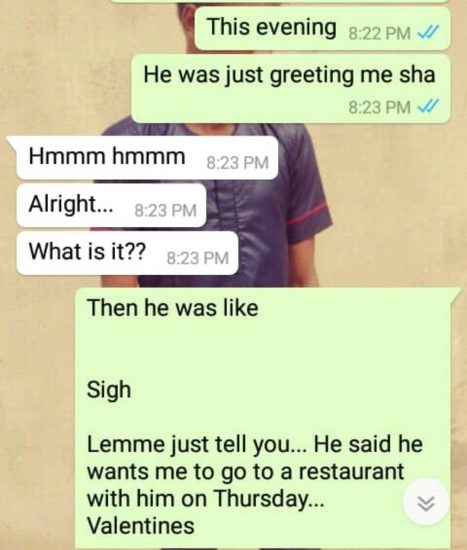 This evening 8:22 PM
He was just greeting me sha
8:23 PM
Hmmm hmmm 8:23 PM
Alright... 8:23 PM
What is it?? 8:23 PM
Then he was like
Sigh
Lemme just tell you... He said he
wants me to go to a restaurant
with him on Thursday...
Valentines